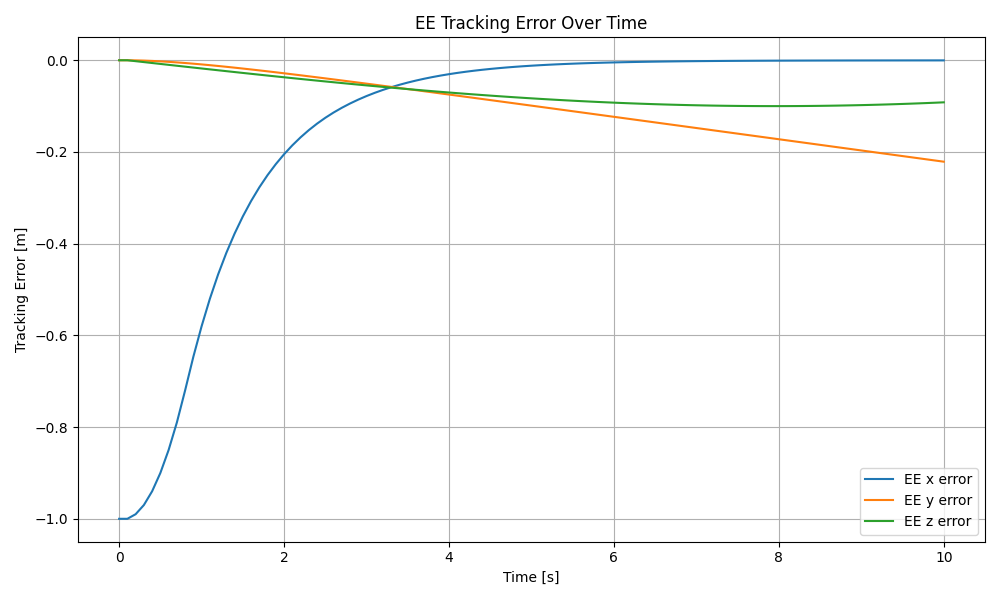 EE Tracking Error Over Time
Tracking Error [m]
0.0
−0.2
−0.4
−0.6
−0.8
−1.0
0 2 4 6 8 10
Time [s]
EE x error
EE y error
EE z error